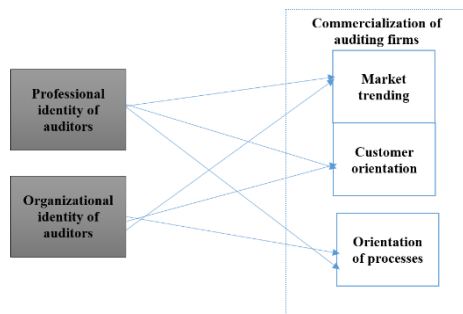 Commercialization of
auditing firms
Professional
identity of
auditors
Market
trending
Customer
orientation
Organizational
identity of
auditors
Orientation
of processes